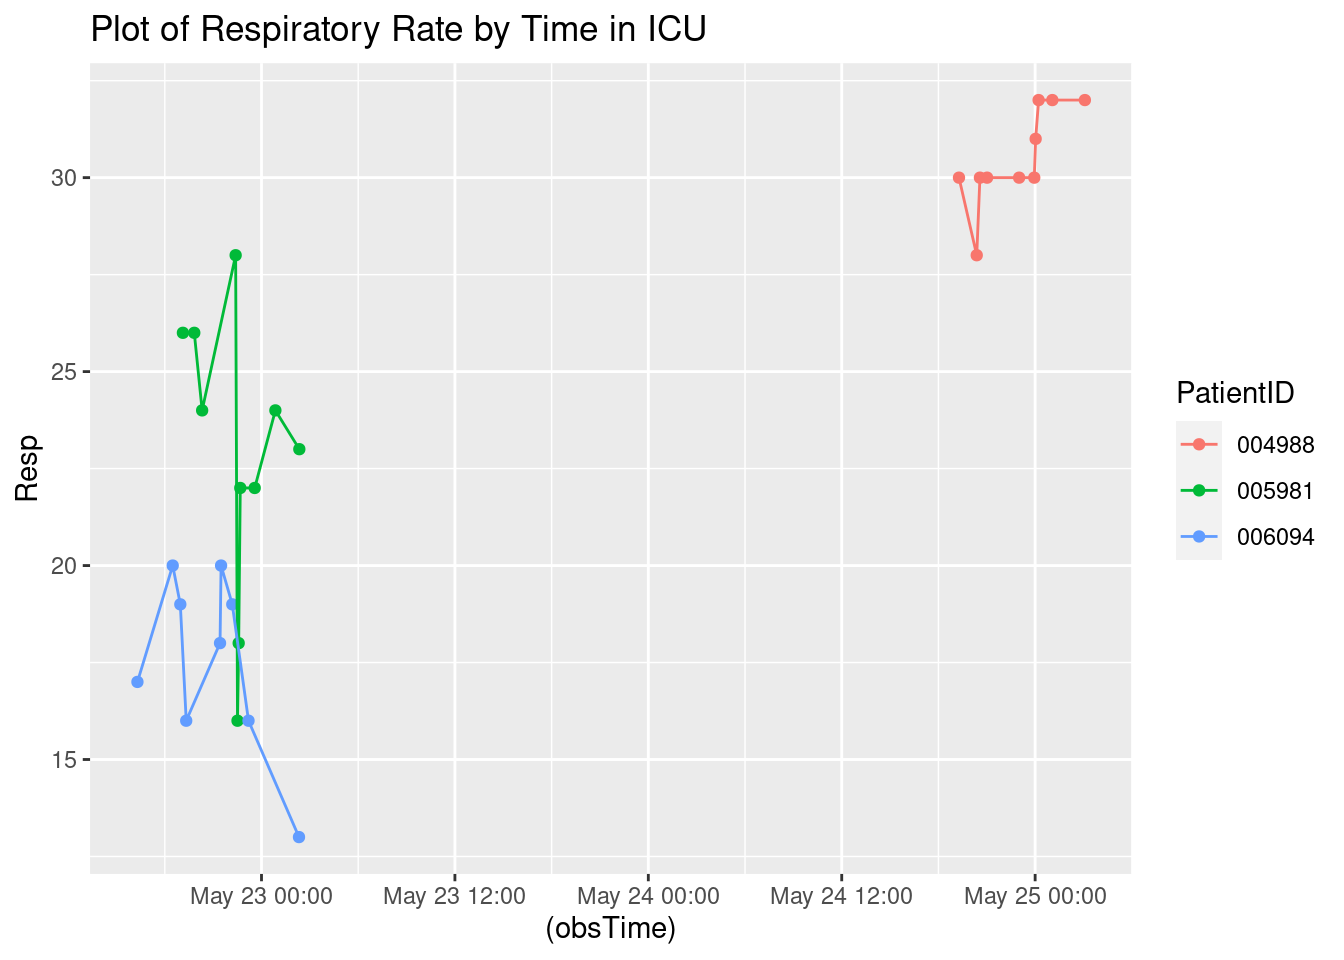 Plot of Respiratory Rate by Time in ICU
Resp
30
25
20
15
May 23 00:00
May 23 12:00
May 24 00:00
May 24 12:00
May 25 00:00
(obsTime)
PatientID
004988
005981
006094